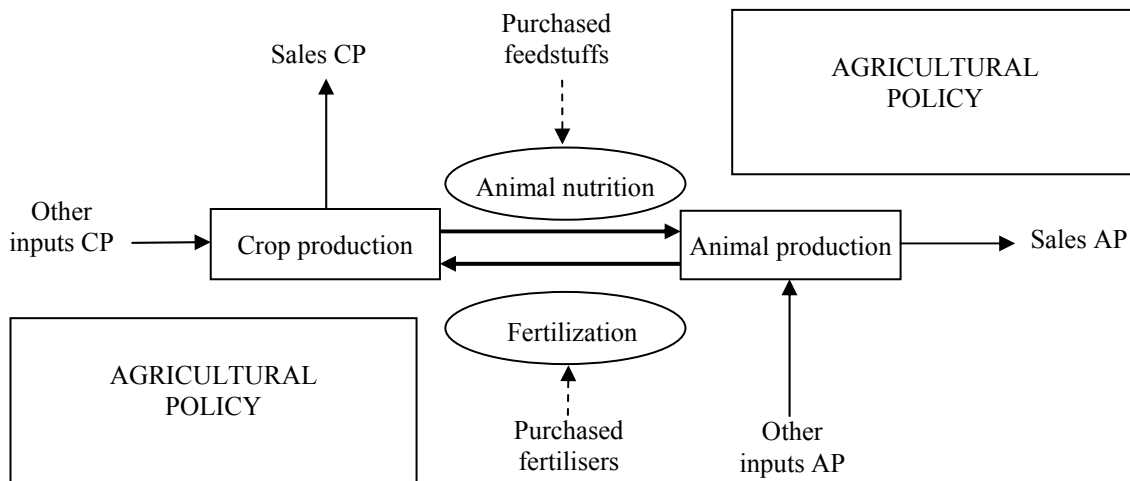 Purchased
feedstuffs
Sales CP
AGRICULTURAL
POLICY
Animal nutrition
Other
inputs CP
Crop production
Animal production
Sales AP
Fertilization
AGRICULTURAL
POLICY
Purchased
fertilisers
Other
inputs AP